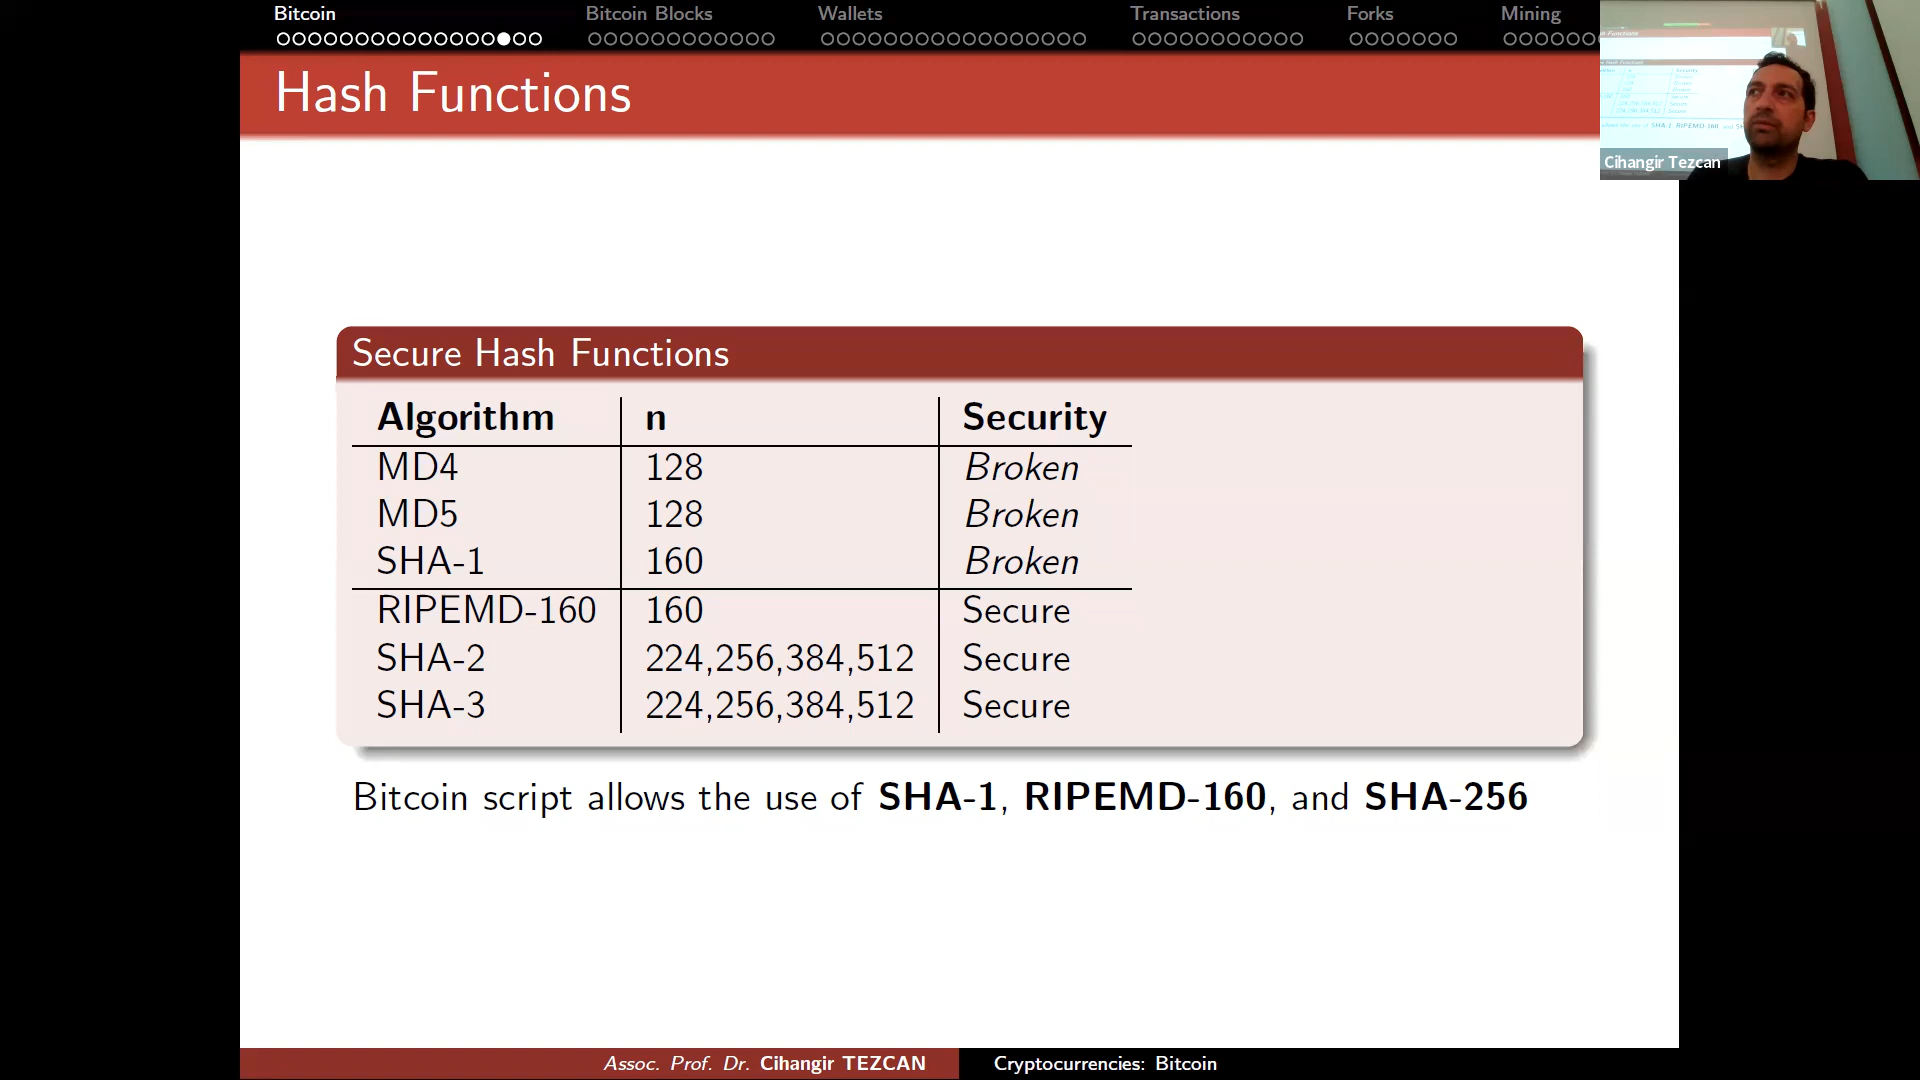 Bitcoin Bitcoin Blocks Wallets Transactions Forks Mining
Hash Functions
Cihangir Tezcan
Secure Hash Functions
Algorithm n Security
MD4 128 Broken
MD5 128 Broken
SHA-1 160 Broken
RIPEMD-160 160 Secure
SHA-2 224,256,384,512 Secure
SHA-3 224,256,384,512 Secure
Bitcoin script allows the use of SHA-1, RIPEMD-160, and SHA-256
Assoc. Prof. Dr. Cihangir TEZCAN Cryptocurrencies: Bitcoin